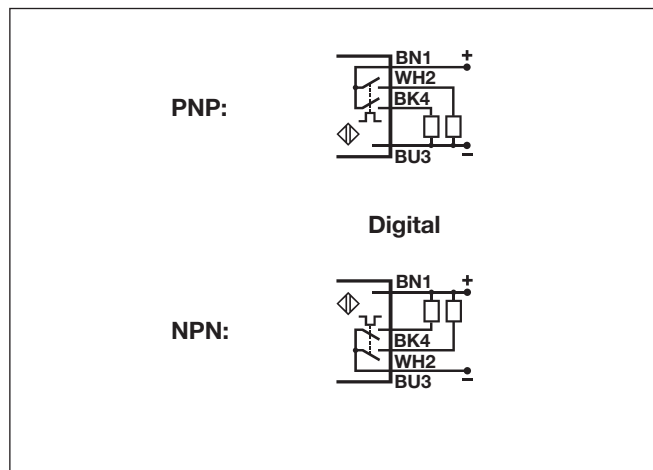 BN1 +
WH2
PNP:
BK4
BU3 −
Digital
BN1 +
NPN:
BK4
WH2
BU3 −